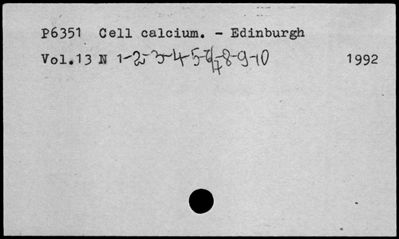 P6351 Cell calcium. - Edinburgh
Vol.13 N 1-2-3-4-5-6/7-8-9-10 1992